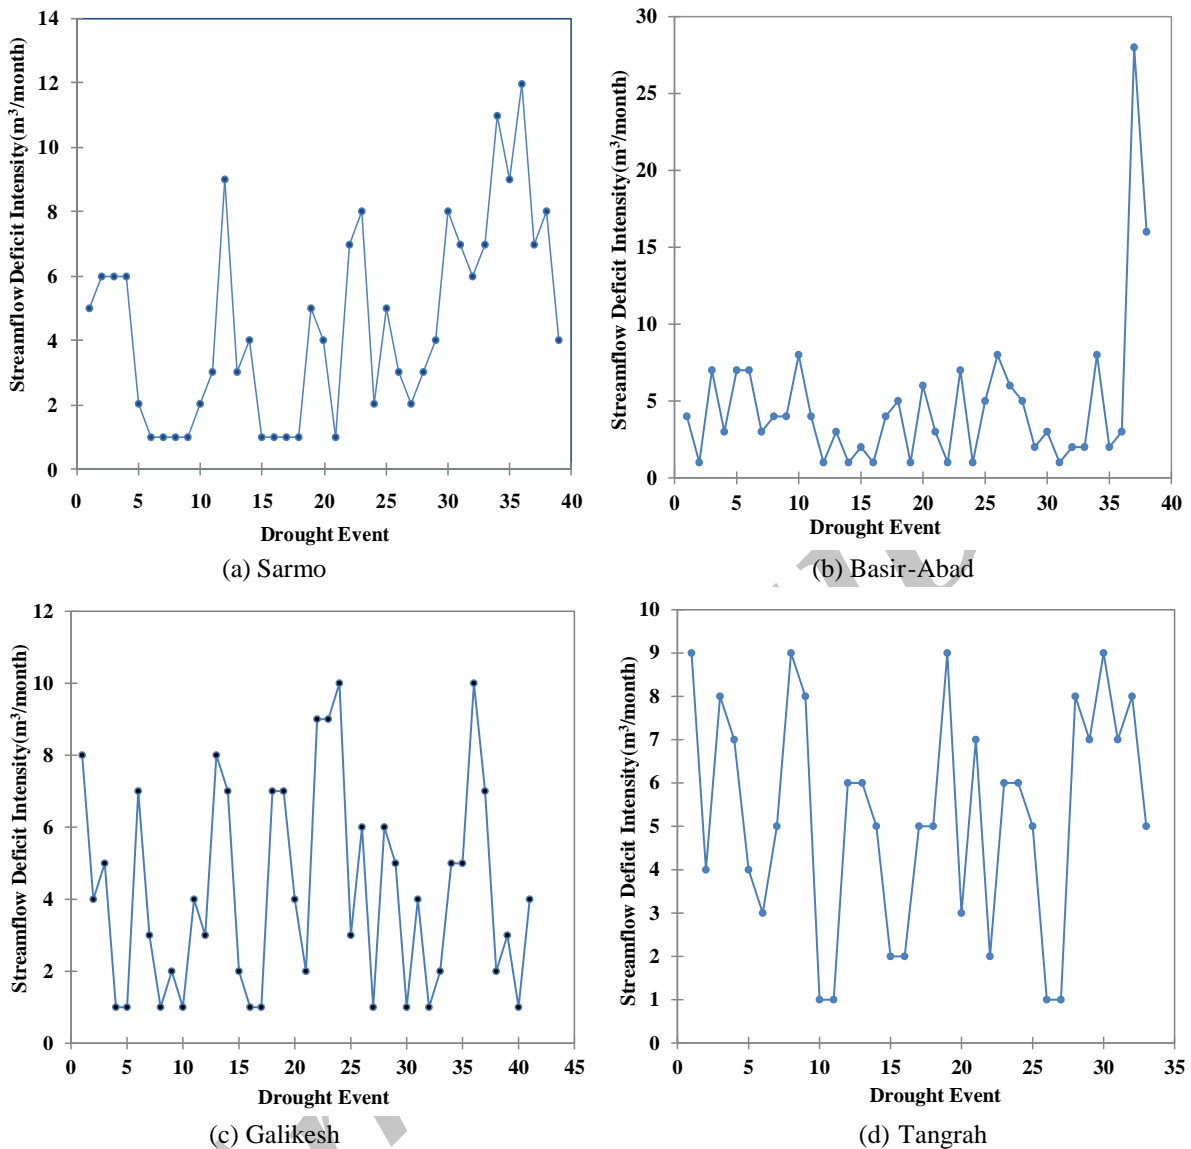 14
12
10
8
6
4
2
0
Streamflow Deficit Intensity(m³/month)
0 5 10 15 20 25 30 35 40
Drought Event
(a) Sarmo
30
25
20
15
10
5
0
Streamflow Deficit Intensity(m³/month)
0 5 10 15 20 25 30 35 40
Drought Event
(b) Basir-Abad
12
10
8
6
4
2
0
Streamflow Deficit Intensity(m³/month)
0 5 10 15 20 25 30 35 40 45
Drought Event
(c) Galikesh
10
9
8
7
6
5
4
3
2
1
0
Streamflow Deficit Intensity(m³/month)
0 5 10 15 20 25 30 35
Drought Event
(d) Tangrah